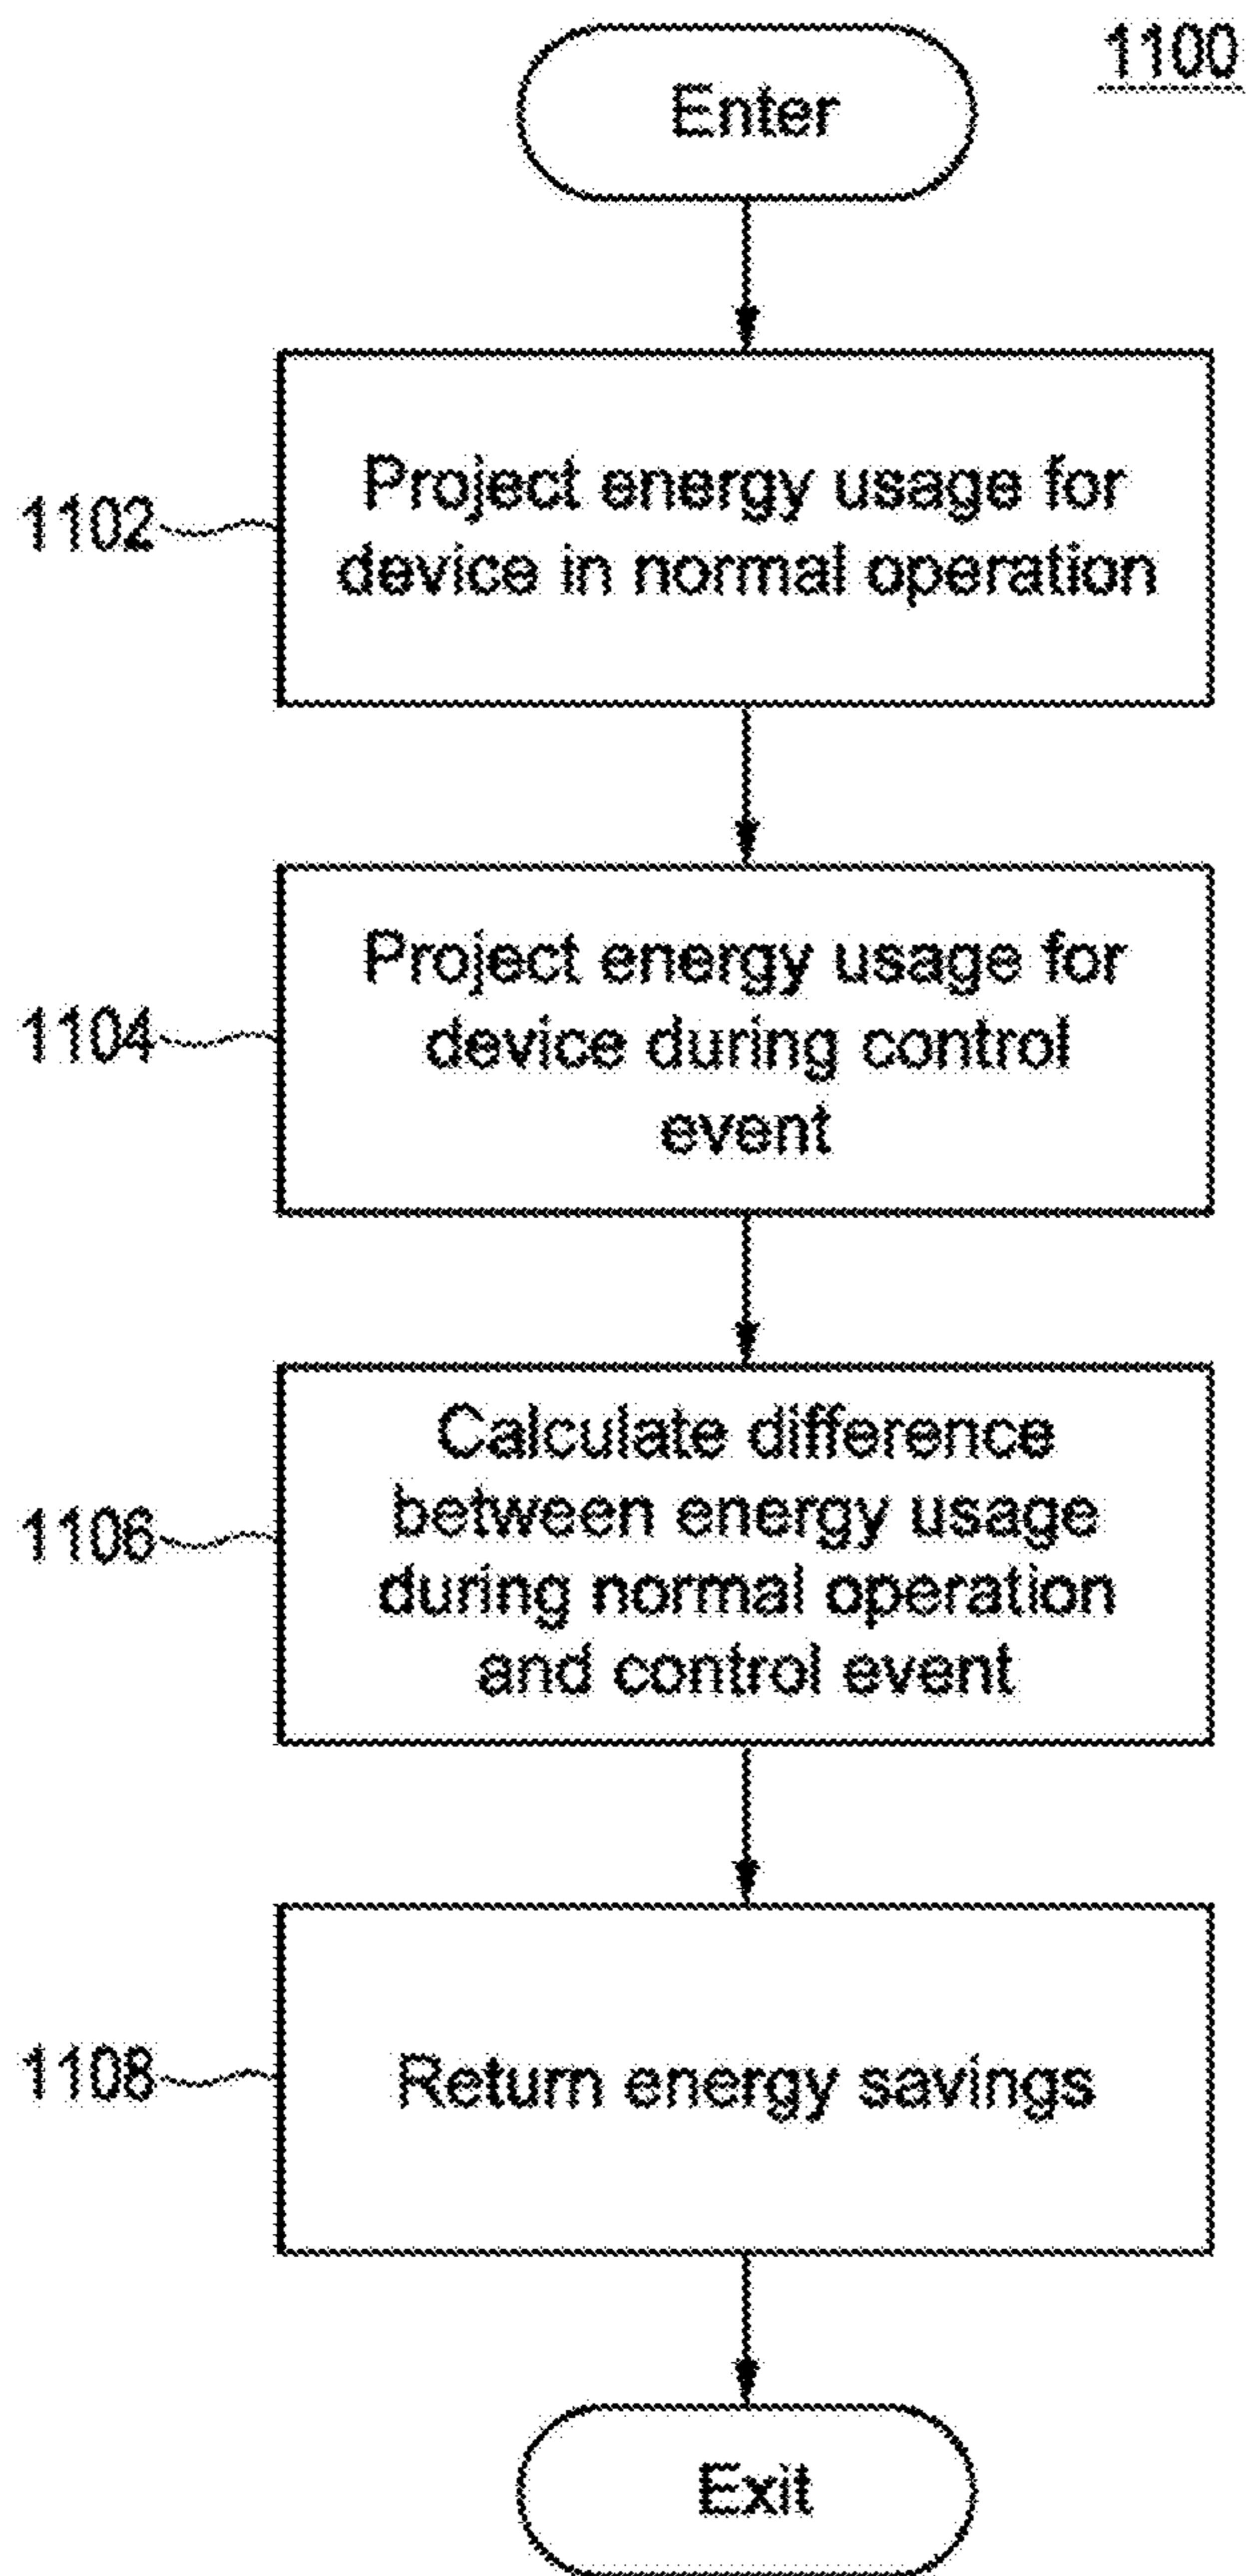 1100
Enter
1102
Project energy usage for
device in normal operation
1104
Project energy usage for
device during control
event
1106
Calculate difference
between energy usage
during normal operation
and control event
1108
Return energy savings
Exit